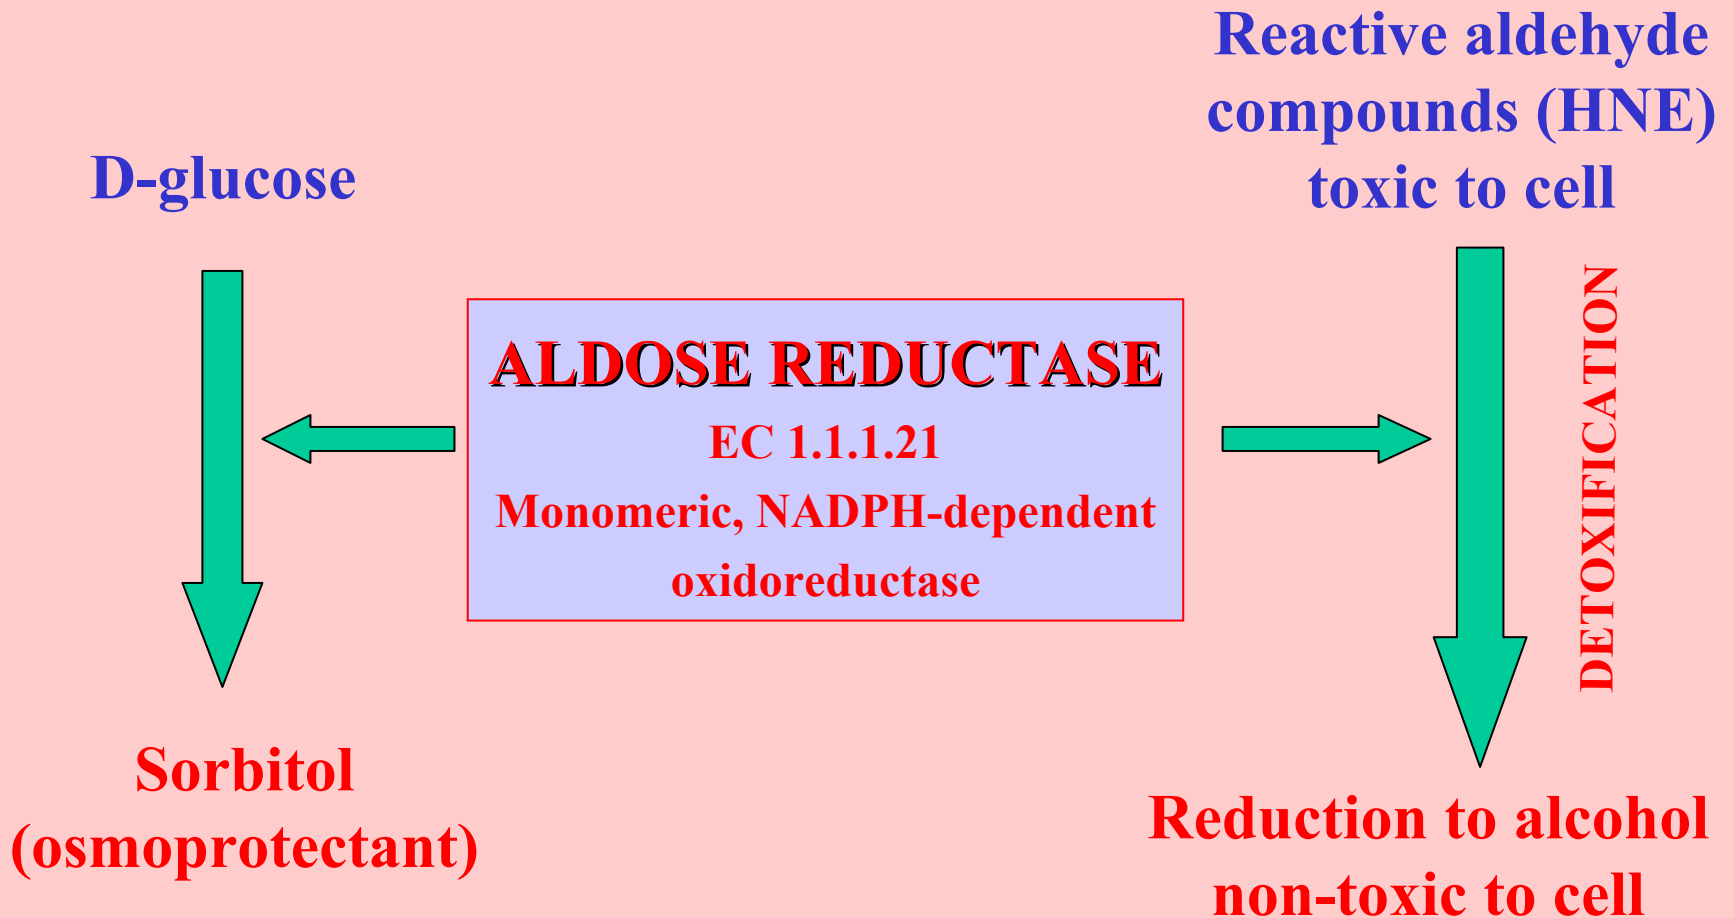 D-glucose
Sorbitol
(osmoprotectant)
ALDOSE REDUCTASE
EC 1.1.1.21
Monomeric, NADPH-dependent
oxidoreductase
Reactive aldehyde
compounds (HNE)
toxic to cell
DETOXIFICATION
Reduction to alcohol
non-toxic to cell